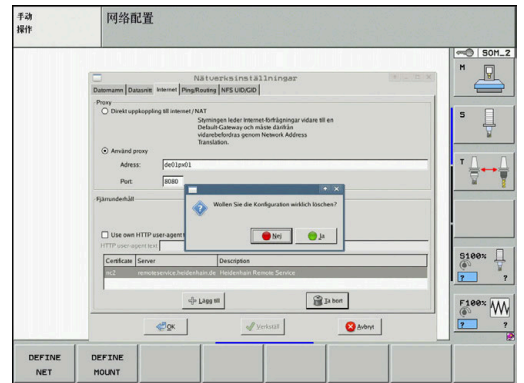 手动
操作
网络配置
SOM_2
M
Nätverksinställningar
Datornamn Datasnitt Internet Ping/Routing NFS UID/GID
Proxy
Direkt uppkoppling till internet/NAT
Styrningen leder Internet-förfrågningar vidare till en
Default-Gateway och måste därifrån
vidarebefordras genom Network Address
Translation.
Använd proxy
Adress: de01px01
Port: 8080
S
T
Fjärrunderhåll
Wollen Sie die Konfiguration wirklich löschen?
Nej Ja
Use own HTTP user-agent
HTTP user-agent text
Certificate Server Description
rs2 remoteservice.heidenhain.de Heidenhain Remote Service
Lägg till Ta bort
OK Verkställ Avbryt
S100%
F100%
DEFINE
NET
DEFINE
MOUNT